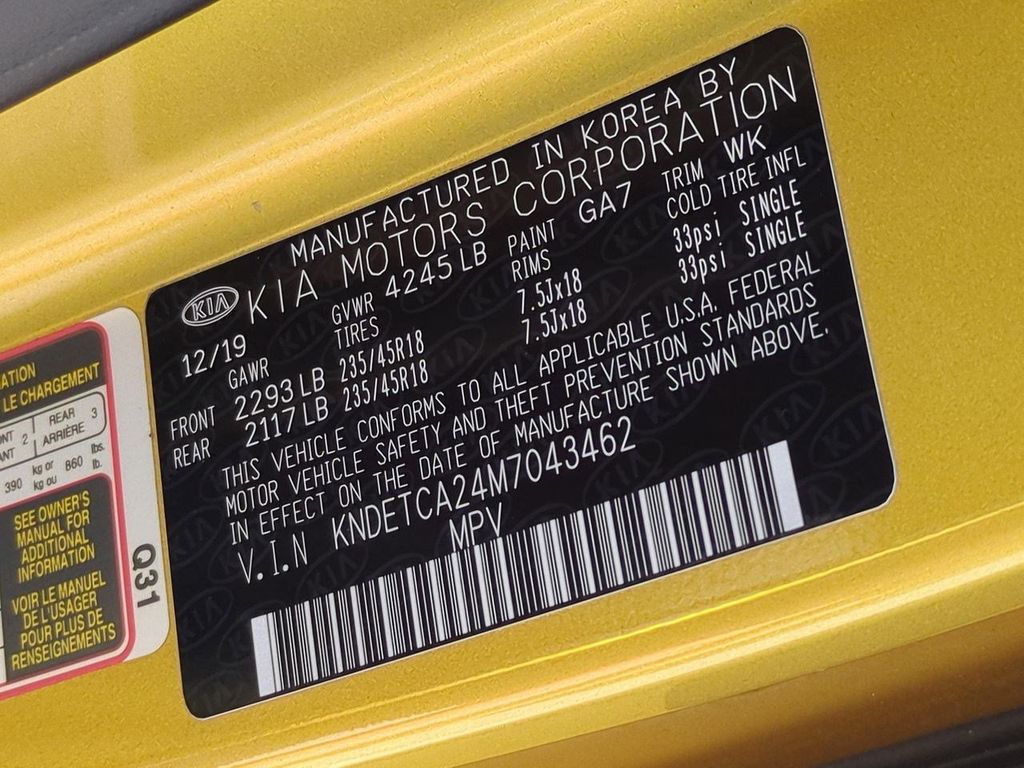 MANUFACTURED IN KOREA BY
KIA KIA MOTORS CORPORATION
12/19 GVWR 4245 LB PAINT GA7 TRIM WK
GAWR TIRES RIMS COLD TIRE INFL
FRONT 2293 LB 235/45R18 7.5Jx18 33psi SINGLE
REAR 2117 LB 235/45R18 7.5Jx18 33psi SINGLE
THIS VEHICLE CONFORMS TO ALL APPLICABLE U.S.A. FEDERAL
MOTOR VEHICLE SAFETY AND THEFT PREVENTION STANDARDS
IN EFFECT ON THE DATE OF MANUFACTURE SHOWN ABOVE.
V.I.N KNDETCA24M7043462
MPV
LE CHARGEMENT
2 REAR 3
ARRIÈRE
390 kg or 860 lbs.
kg ou lb.
SEE OWNER'S
MANUAL FOR
ADDITIONAL
INFORMATION
VOIR LE MANUEL
DE L'USAGER
POUR PLUS DE
RENSEIGNEMENTS
Q31